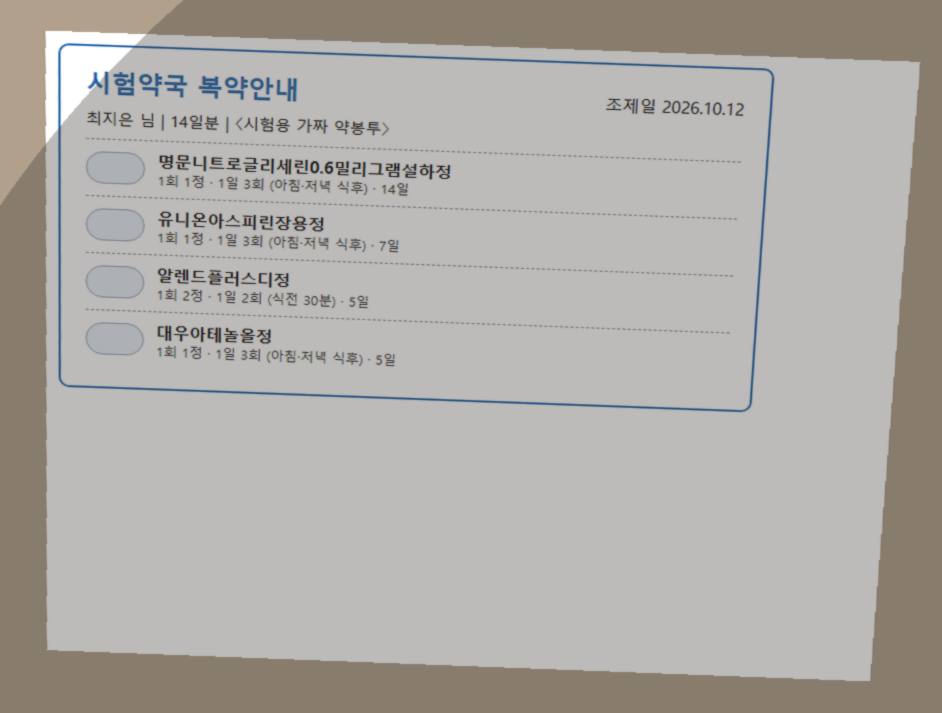 시험약국 복약안내
조제일 2026.10.12
최지은 님 | 14일분 | <시험용 가짜 약봉투>
명문니트로글리세린0.6밀리그램설하정
1회 1정 · 1일 3회 (아침·저녁 식후) · 14일
유니온아스피린장용정
1회 1정 · 1일 3회 (아침·저녁 식후) · 7일
알렌드플러스디정
1회 2정 · 1일 2회 (식전 30분) · 5일
대우아테놀올정
1회 1정 · 1일 3회 (아침·저녁 식후) · 5일